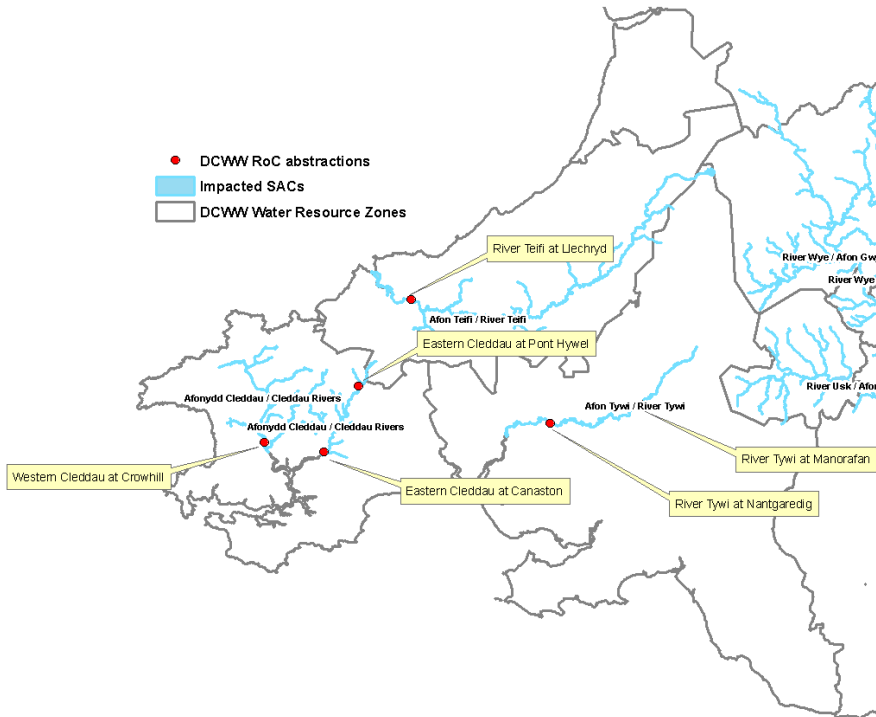 DCWW RoC abstractions
Impacted SACs
DCWW Water Resource Zones
River Teifi at Llechryd
River Wye / Afon Gw
River Wye
Afon Teifi / River Teifi
Eastern Cleddau at Pont Hywel
Afonydd Cleddau / Cleddau Rivers
River Usk / Afo
Afon Tywi / River Tywi
Afonydd Cleddau / Cleddau Rivers
Western Cleddau at Crowhill
River Tywi at Manorafan
Eastern Cleddau at Canaston
River Tywi at Nantgaredig